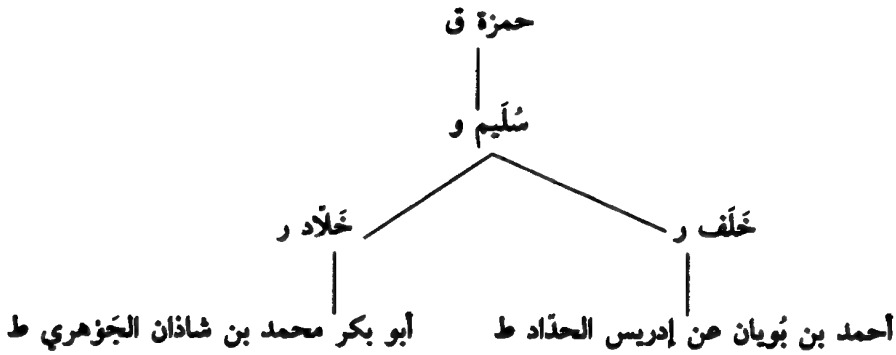 حمزة ق
سُلَيم و
خَلَف ر خَلّاد ر
أحمد بن بُويان عن إدريس الحدّاد ط أبو بكر محمد بن شاذان الجَوْهري ط